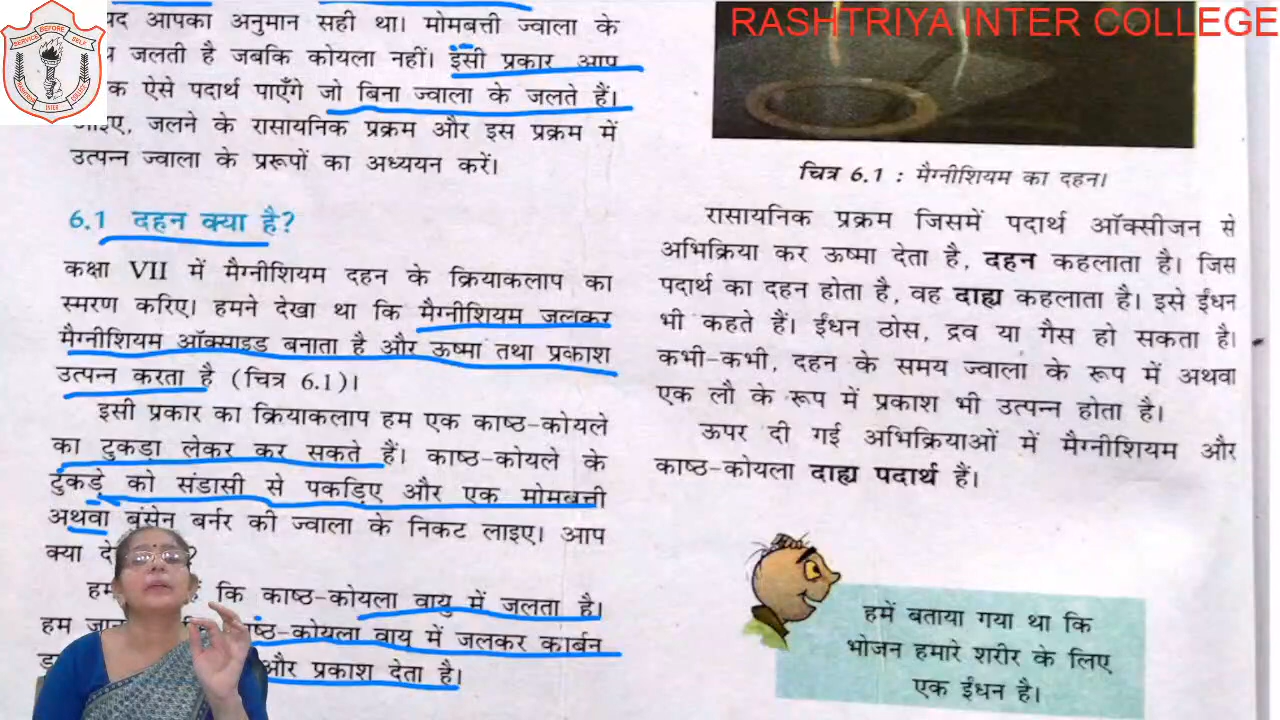 RASHTRIYA INTER COLLEGE
SERVICE BEFORE SELF
INTER
आपका अनुमान सही था। मोमबत्ती ज्वाला के
जलती है जबकि कोयला नहीं। इसी प्रकार आप
ऐसे पदार्थ पाएँगे जो बिना ज्वाला के जलते हैं।
आइए, जलने के रासायनिक प्रक्रम और इस प्रक्रम में
उत्पन्न ज्वाला के प्ररूपों का अध्ययन करें।
6.1 दहन क्या है?
कक्षा VII में मैग्नीशियम दहन के क्रियाकलाप का
स्मरण करिए। हमने देखा था कि मैग्नीशियम जलकर
मैग्नीशियम ऑक्साइड बनाता है और ऊष्मा तथा प्रकाश
उत्पन्न करता है (चित्र 6.1)।
इसी प्रकार का क्रियाकलाप हम एक काष्ठ-कोयले
का टुकड़ा लेकर कर सकते हैं। काष्ठ-कोयले के
टुकड़े को संडासी से पकड़िए और एक मोमबत्ती
अथवा बुंसेन बर्नर की ज्वाला के निकट लाइए। आप
क्या
कि काष्ठ-कोयला वायु में जलता है।
हम काष्ठ-कोयला वायु में जलकर कार्बन
और प्रकाश देता है।
चित्र 6.1 : मैग्नीशियम का दहन।
रासायनिक प्रक्रम जिसमें पदार्थ ऑक्सीजन से
अभिक्रिया कर ऊष्मा देता है, दहन कहलाता है। जिस
पदार्थ का दहन होता है, वह दाह्य कहलाता है। इसे ईंधन
भी कहते हैं। ईंधन ठोस, द्रव या गैस हो सकता है।
कभी-कभी, दहन के समय ज्वाला के रूप में अथवा
एक लौ के रूप में प्रकाश भी उत्पन्न होता है।
ऊपर दी गई अभिक्रियाओं में मैग्नीशियम और
काष्ठ-कोयला दाह्य पदार्थ हैं।
हमें बताया गया था कि
भोजन हमारे शरीर के लिए
एक ईंधन है।